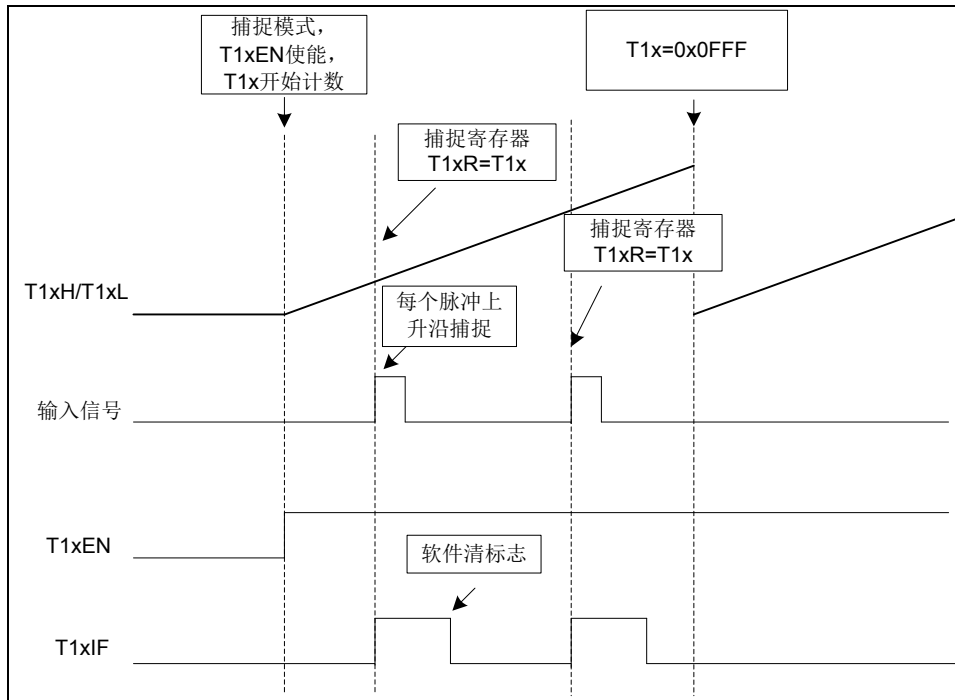 捕捉模式，
T1xEN使能，
T1x开始计数
T1x=0x0FFF
捕捉寄存器
T1xR=T1x
捕捉寄存器
T1xR=T1x
T1xH/T1xL
每个脉冲上
升沿捕捉
输入信号
T1xEN
软件清标志
T1xIF